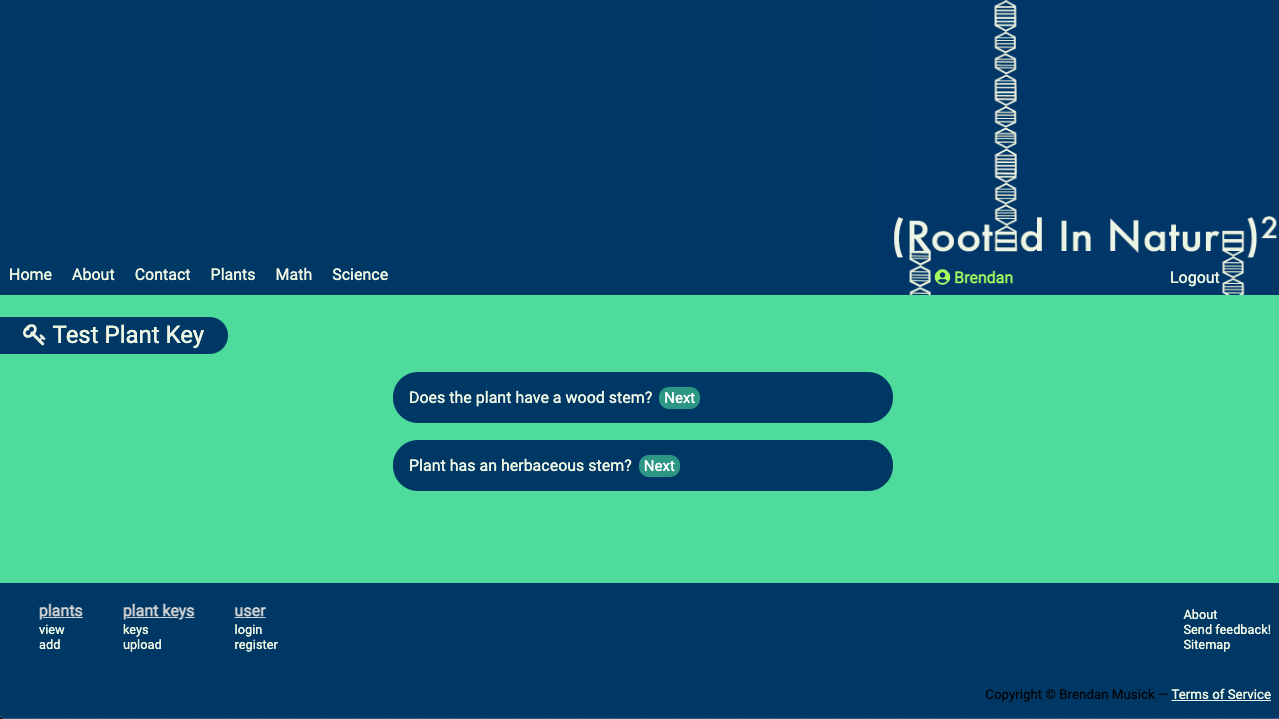 (Rooted In Nature)²
Home About Contact Plants Math Science
Brendan Logout
Test Plant Key
Does the plant have a wood stem? Next
Plant has an herbaceous stem? Next
plants plant keys user
view keys login
add upload register
About
Send feedback!
Sitemap
Copyright © Brendan Musick — Terms of Service